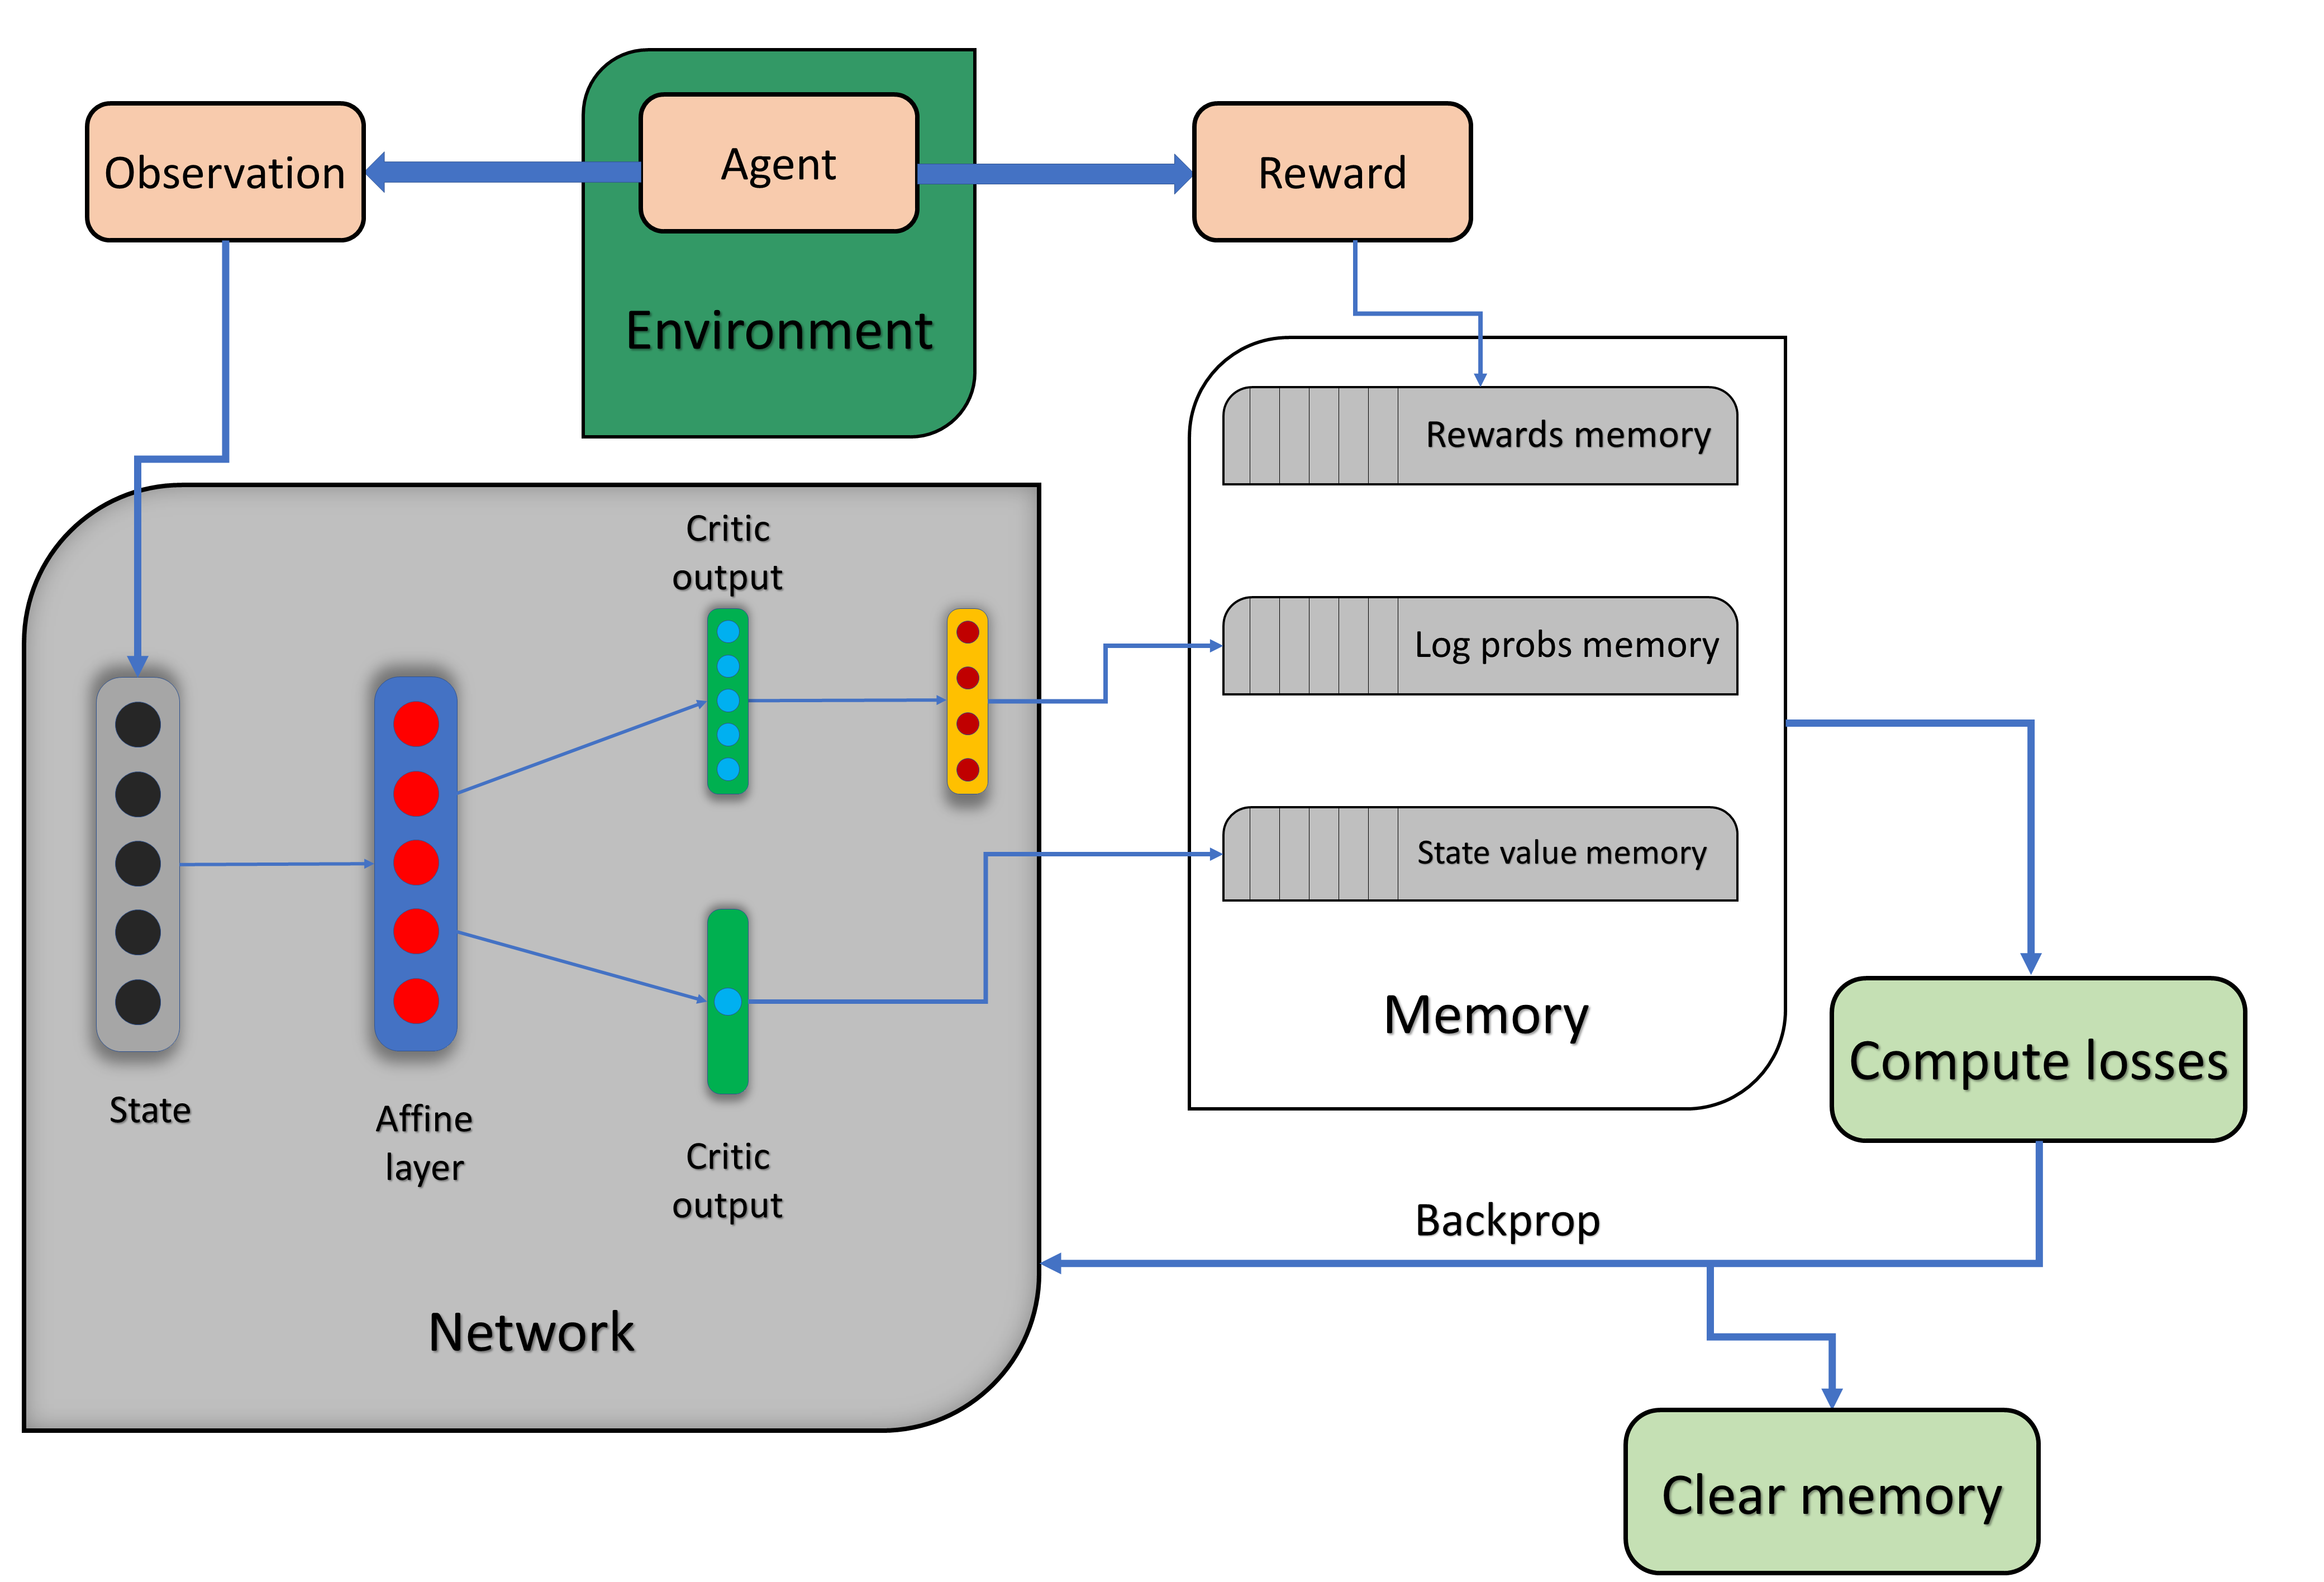 Observation
Agent
Reward
Environment
Rewards memory
Critic
output
Log probs memory
State value memory
Memory
State
Affine
layer
Critic
output
Compute losses
Backprop
Network
Clear memory